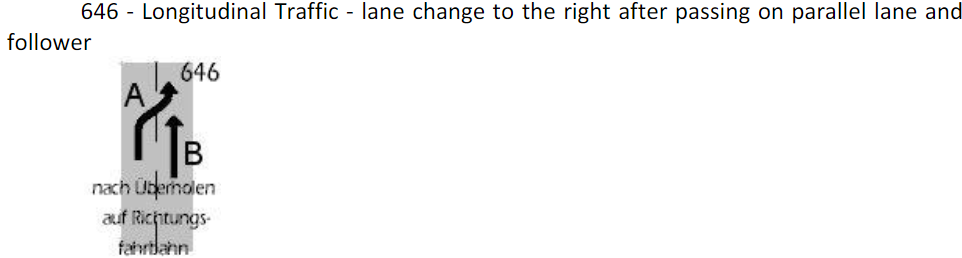 646 - Longitudinal Traffic - lane change to the right after passing on parallel lane and
follower
646
A
B
nach Überholen
auf Richtungs-
fahrbahn